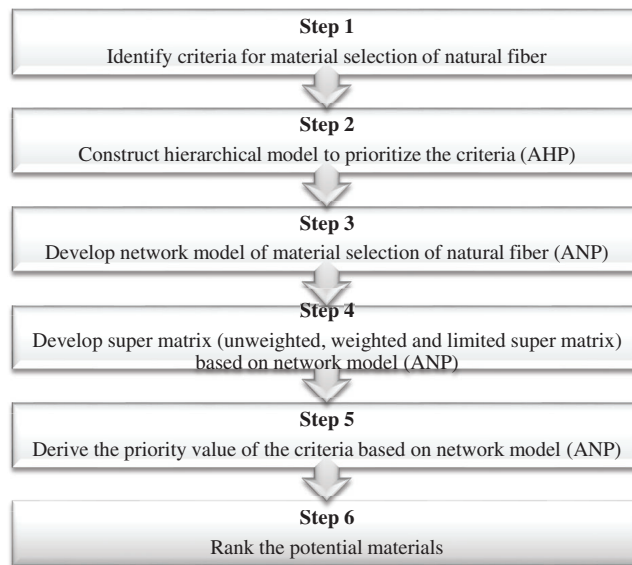 Step 1
Identify criteria for material selection of natural fiber
Step 2
Construct hierarchical model to prioritize the criteria (AHP)
Step 3
Develop network model of material selection of natural fiber (ANP)
Step 4
Develop super matrix (unweighted, weighted and limited super matrix)
based on network model (ANP)
Step 5
Derive the priority value of the criteria based on network model (ANP)
Step 6
Rank the potential materials